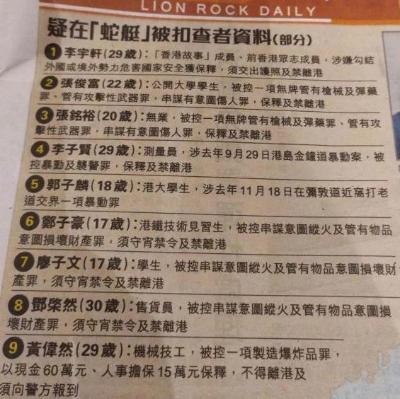 LION ROCK DAILY
疑在「蛇艇」被扣查者資料(部分)
1 李宇軒(29歲)：「香港故事」成員，前香港眾志成員，涉嫌勾結
外國或境外勢力危害國家安全獲保釋，須交出護照及禁離港
2 張俊富(22歲)：公開大學學生，被控一項無牌管有槍械及彈藥
罪、管有攻擊性武器罪，串謀有意圖傷人罪，保釋及禁離港
3 張銘裕(20歲)：無業，被控一項無牌管有槍械及彈藥罪、管有攻
擊性武器罪，串謀有意圖傷人罪，保釋及禁離港
4 李子賢(29歲)：測量員，涉去年9月29日港島金鐘道暴動案，被
控暴動及襲警罪，保釋及禁離港
5 郭子麟(18歲)：港大學生，涉去年11月18日在彌敦道近窩打老
道交界一項暴動罪
6 鄭子豪(17歲)：港鐵技術見習生，被控串謀意圖縱火及管有物品
意圖損壞財產罪，須守宵禁令及禁離港
7 廖子文(17歲)：學生，被控串謀意圖縱火及管有物品意圖損壞財
產罪，須守宵禁令及禁離港
8 鄧棨然(30歲)：售貨員，被控串謀意圖縱火及管有物品意圖損
壞財產罪，須守宵禁令及禁離港
9 黃偉然(29歲)：機械技工，被控一項製造爆炸品罪，
以現金60萬元、人事擔保15萬元保釋，不得離港及
須向警方報到